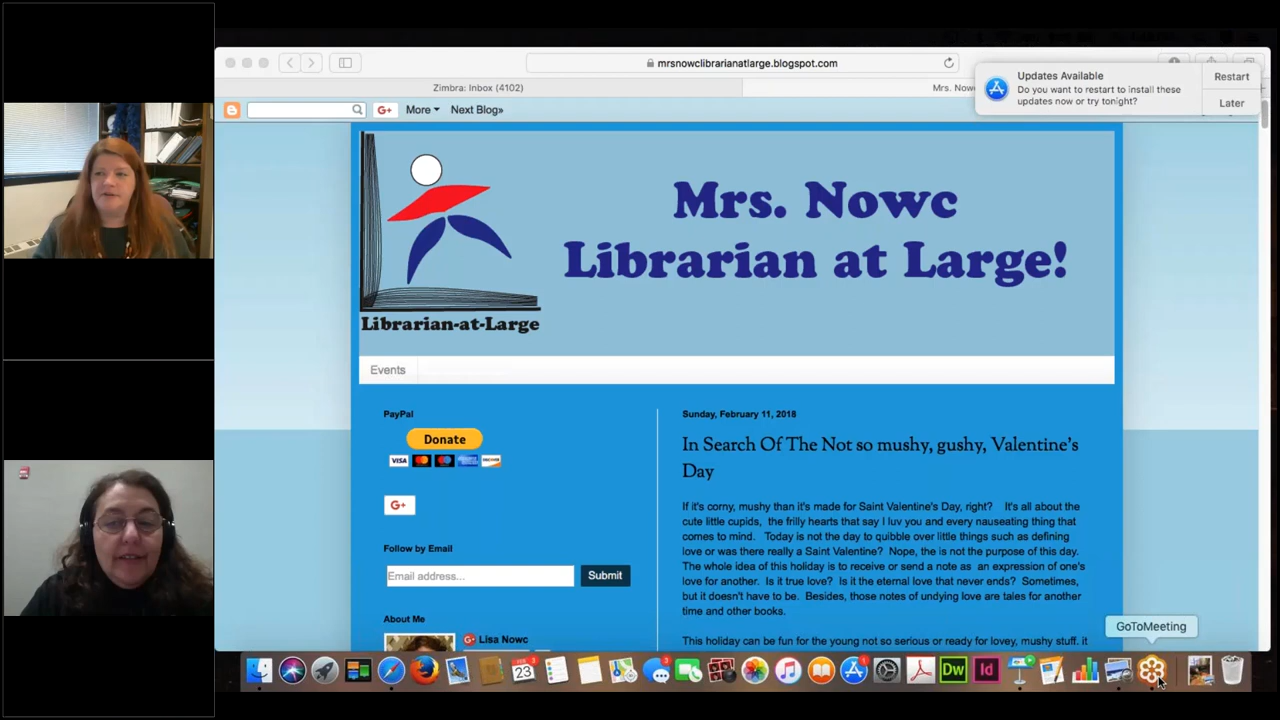 mrsnowclibrarianatlarge.blogspot.com
Zimbra: Inbox (4102)
Mrs. Nowc
Updates Available
Do you want to restart to install these
updates now or try tonight?
Restart
Later
G+
More
Next Blog»
Mrs. Nowc
Librarian at Large!
Librarian-at-Large
Events
PayPal
Donate
VISA
DISCOVER
G+
Follow by Email
Email address...
Submit
About Me
G+ Lisa Nowc
Sunday, February 11, 2018
In Search Of The Not so mushy, gushy, Valentine's
Day
If it's corny, mushy than it's made for Saint Valentine's Day, right? It's all about the
cute little cupids, the frilly hearts that say I luv you and every nauseating thing that
comes to mind. Today is not the day to quibble over little things such as defining
love or was there really a Saint Valentine? Nope, the is not the purpose of this day.
The whole idea of this holiday is to receive or send a note as an expression of one's
love for another. Is it true love? Is it the eternal love that never ends? Sometimes,
but it doesn't have to be. Besides, those notes of undying love are tales for another
time and other books.
This holiday can be fun for the young not so serious or ready for lovey, mushy stuff. it
GoToMeeting
FEB
23
3
1
Dw
Id